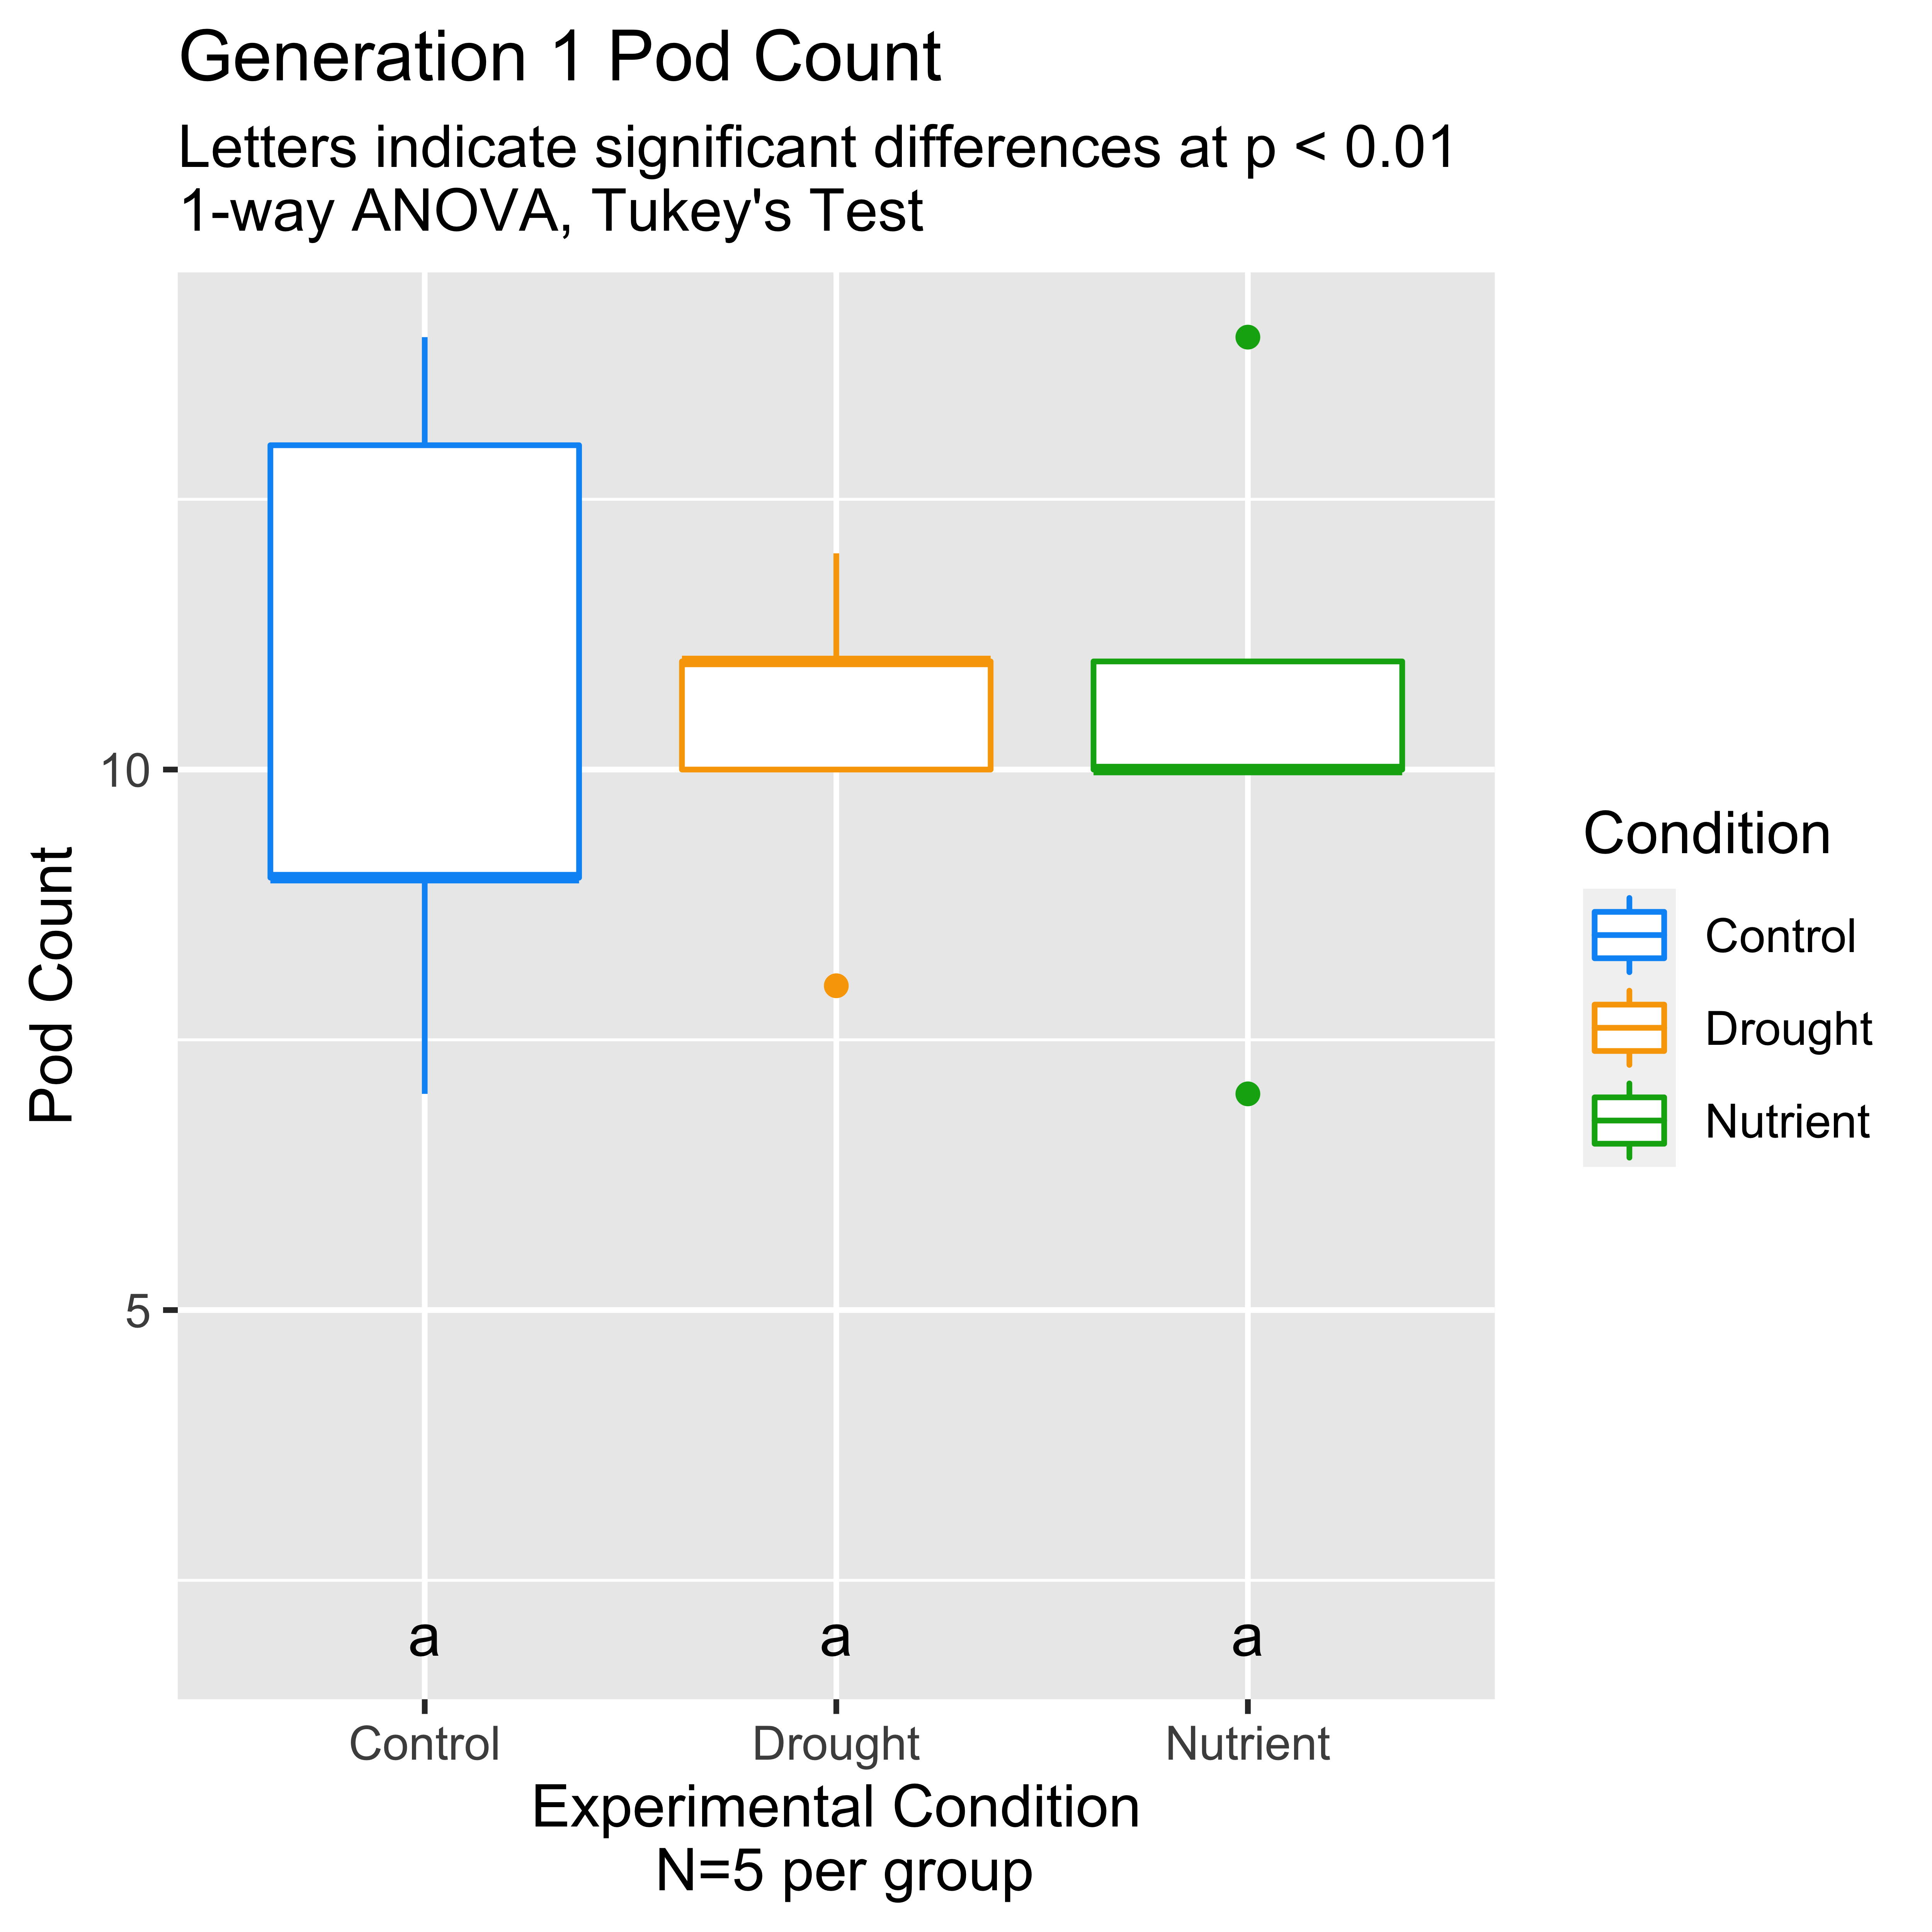 Generation 1 Pod Count
Letters indicate significant differences at p < 0.01
1-way ANOVA, Tukey's Test
Pod Count
10
5
a a a
Control Drought Nutrient
Experimental Condition
N=5 per group
Condition
Control
Drought
Nutrient